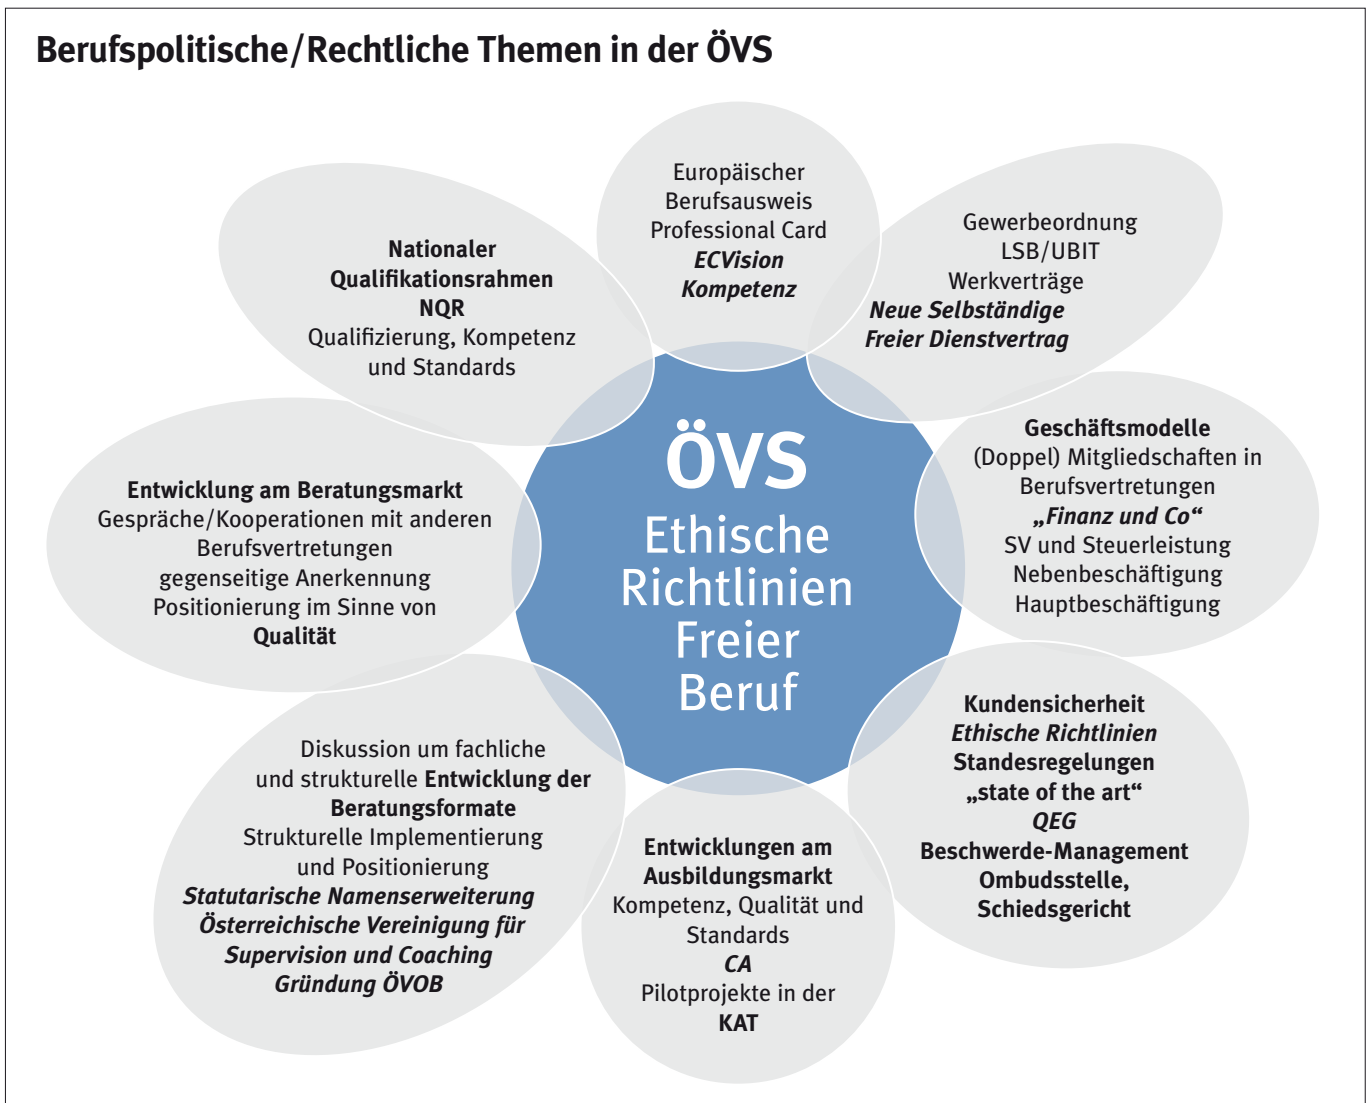 Berufspolitische/Rechtliche Themen in der ÖVS
Europäischer
Berufsausweis
Professional Card
ECVision
Kompetenz
Gewerbeordnung
LSB/UBIT
Werkverträge
Neue Selbständige
Freier Dienstvertrag
Nationaler
Qualifikationsrahmen
NQR
Qualifizierung, Kompetenz
und Standards
Geschäftsmodelle
(Doppel) Mitgliedschaften in
Berufsvertretungen
„Finanz und Co“
SV und Steuerleistung
Nebenbeschäftigung
Hauptbeschäftigung
ÖVS
Ethische
Richtlinien
Freier
Beruf
Entwicklung am Beratungsmarkt
Gespräche/Kooperationen mit anderen
Berufsvertretungen
gegenseitige Anerkennung
Positionierung im Sinne von
Qualität
Kundensicherheit
Ethische Richtlinien
Standesregelungen
„state of the art“
QEG
Beschwerde-Management
Ombudsstelle,
Schiedsgericht
Diskussion um fachliche
und strukturelle Entwicklung der
Beratungsformate
Strukturelle Implementierung
und Positionierung
Statutarische Namenserweiterung
Österreichische Vereinigung für
Supervision und Coaching
Gründung ÖVOB
Entwicklungen am
Ausbildungsmarkt
Kompetenz, Qualität und
Standards
CA
Pilotprojekte in der
KAT